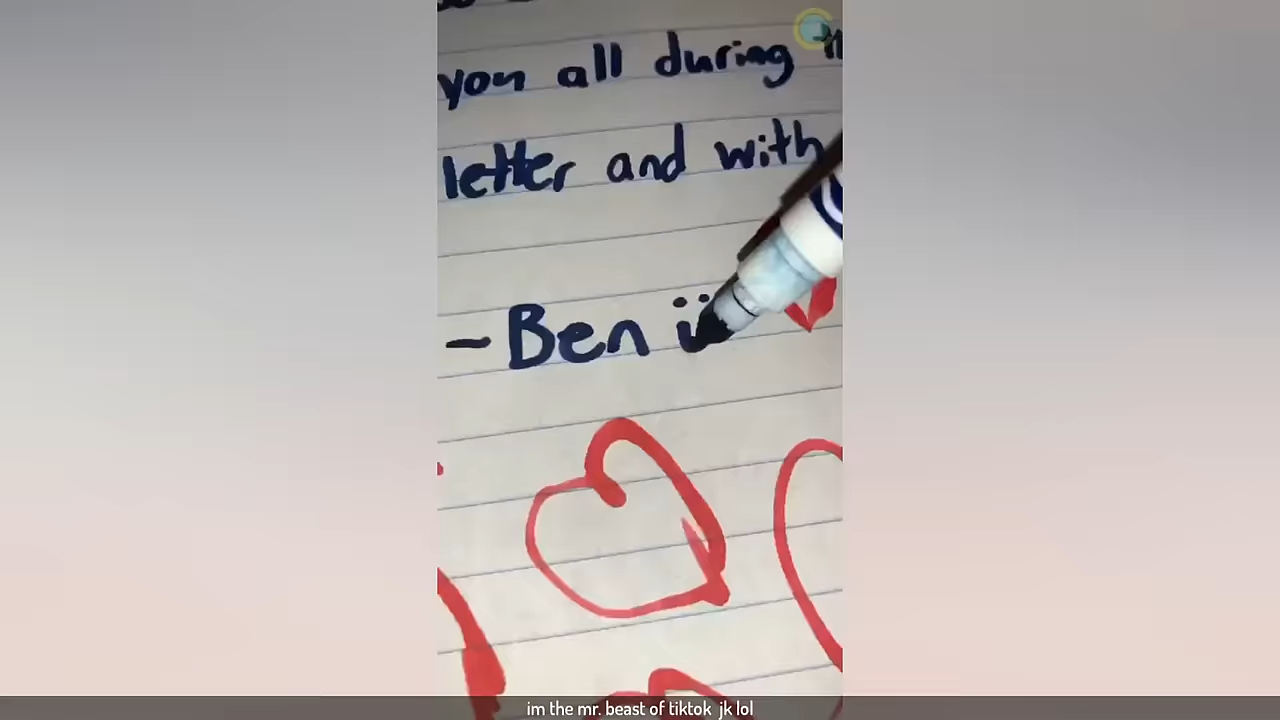 you all during
letter and with
- Ben ü
im the mr. beast of tiktok jk lol